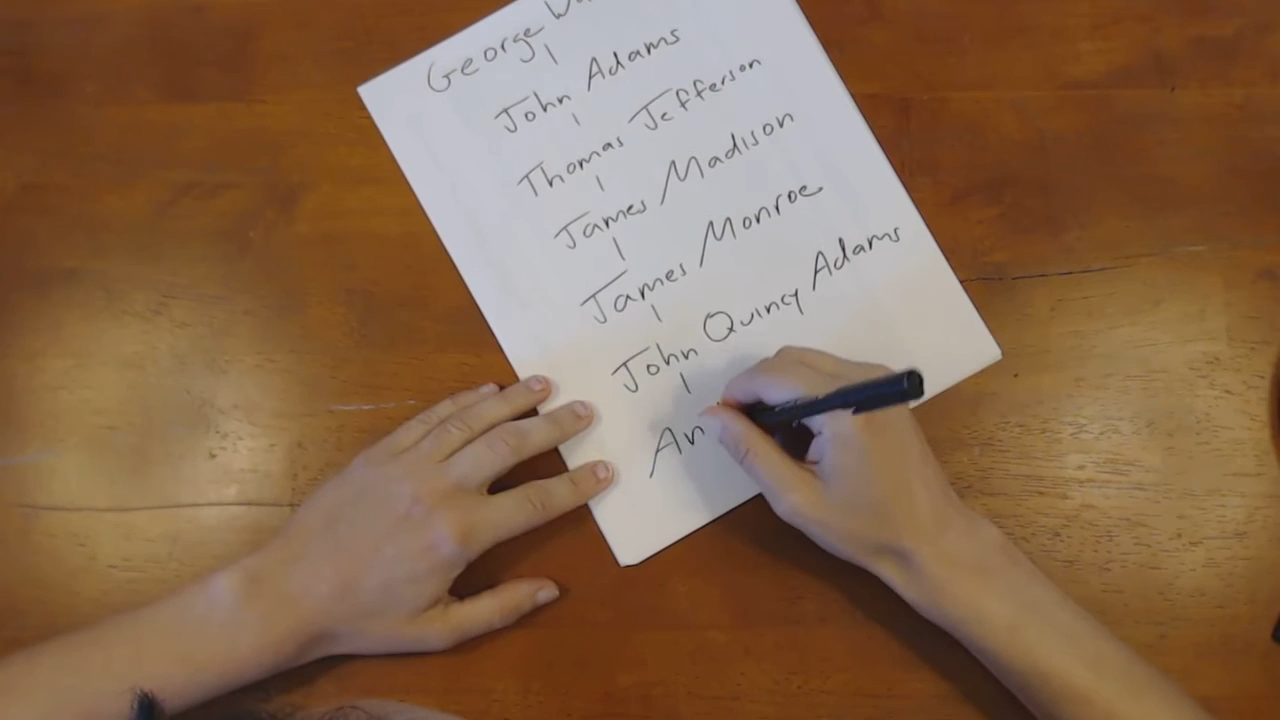 George
John Adams
Thomas Jefferson
James Madison
James Monroe
John Quincy Adams
An